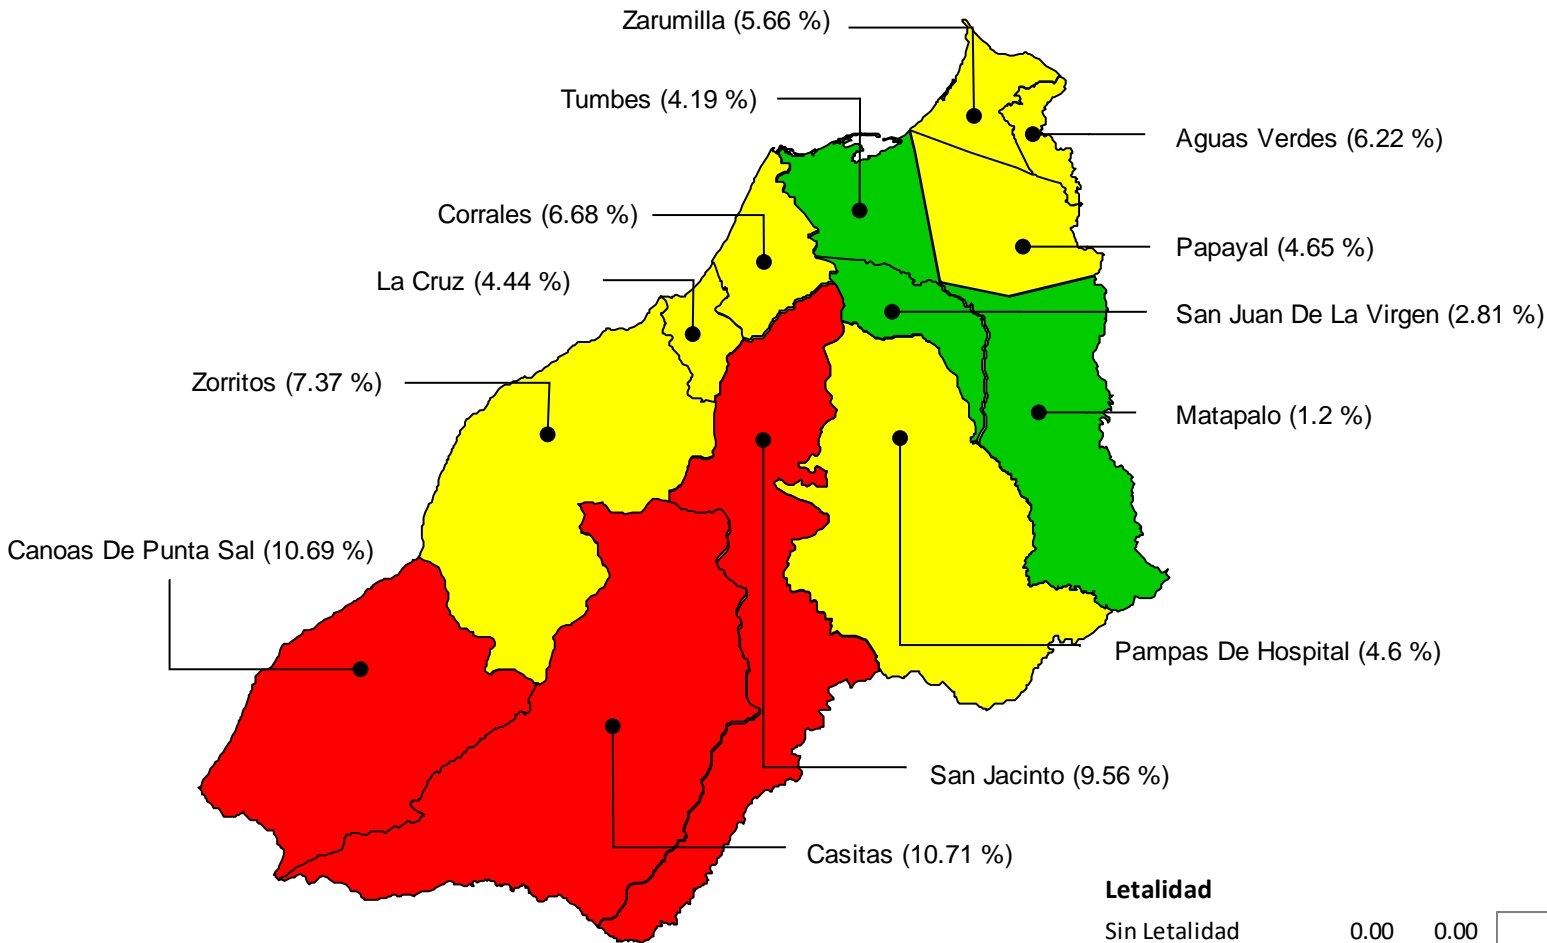 Zarumilla (5.66 %)
Tumbes (4.19 %)
Aguas Verdes (6.22 %)
Corrales (6.68 %)
Papayal (4.65 %)
La Cruz (4.44 %)
San Juan De La Virgen (2.81 %)
Zorritos (7.37 %)
Matapalo (1.2 %)
Canoas De Punta Sal (10.69 %)
Pampas De Hospital (4.6 %)
San Jacinto (9.56 %)
Casitas (10.71 %)
Letalidad
Sin Letalidad 0.00 0.00